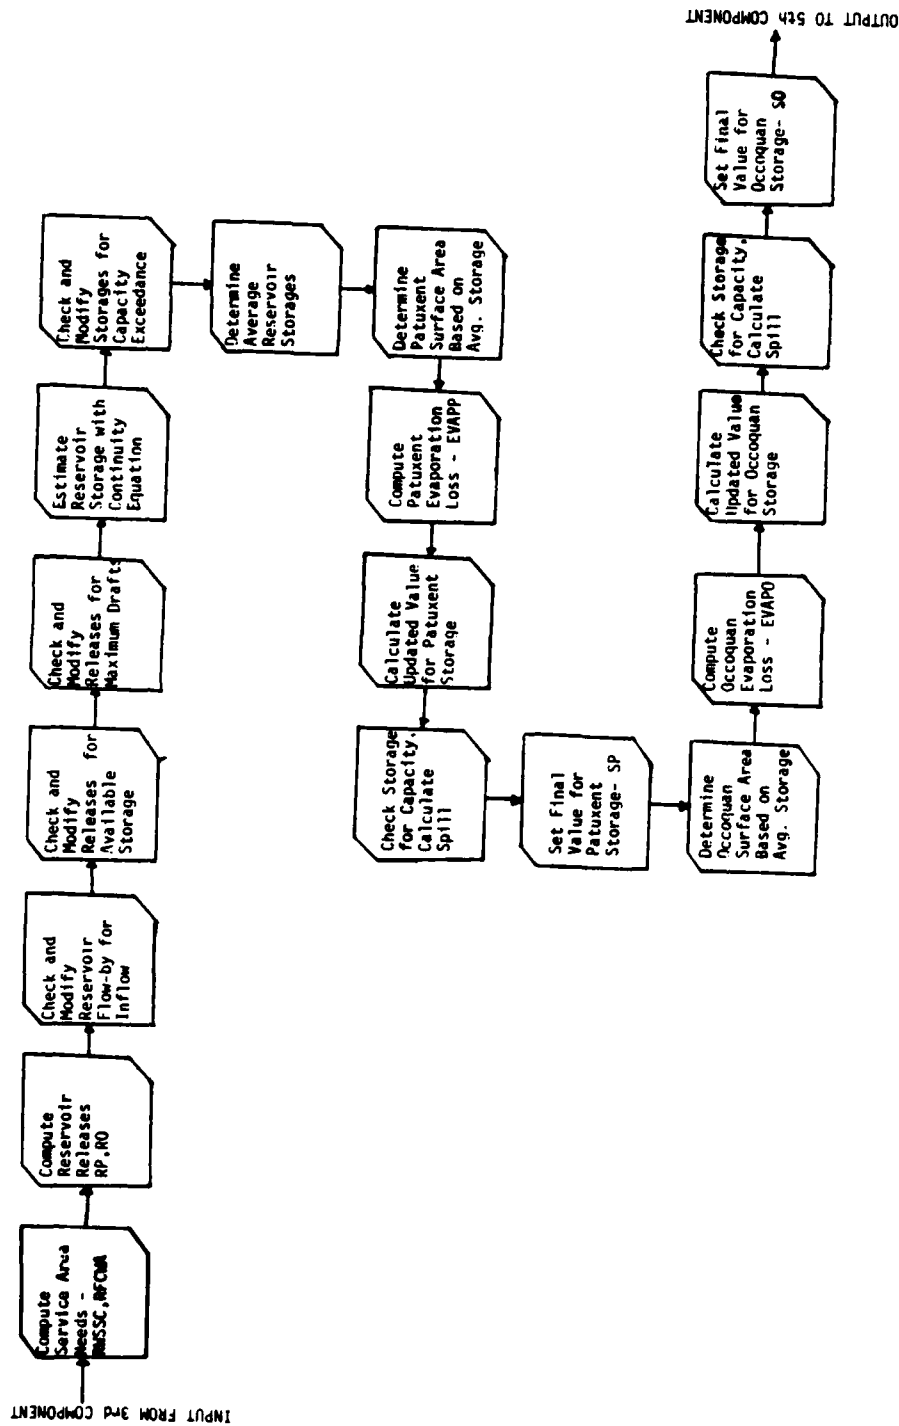 INPUT FROM 3rd COMPONENT
Compute
Service Area
Needs -
RWSSC,RFCWA
Compute
Reservoir
Releases
RP,RO
Check and
Modify
Reservoir
Flow-by for
Inflow
Check and
Modify
Releases for
Available
Storage
Check and
Modify
Releases for
Maximum Drafts
Estimate
Reservoir
Storage with
Continuity
Equation
Check and
Modify
Storages for
Capacity
Exceedance
Determine
Average
Reservoir
Storages
Determine
Patuxent
Surface Area
Based on
Avg. Storage
Compute
Patuxent
Evaporation
Loss - EVAPP
Calculate
Updated Value
for Patuxent
Storage
Check Storage
for Capacity.
Calculate
Spill
Set Final
Value for
Patuxent
Storage- SP
Determine
Occoquan
Surface Area
Based on
Avg. Storage
Compute
Occoquan
Evaporation
Loss - EVAPO
Calculate
Updated Value
for Occoquan
Storage
Check Storage
for Capacity.
Calculate
Spill
Set Final
Value for
Occoquan
Storage- SO
OUTPUT TO 5th COMPONENT